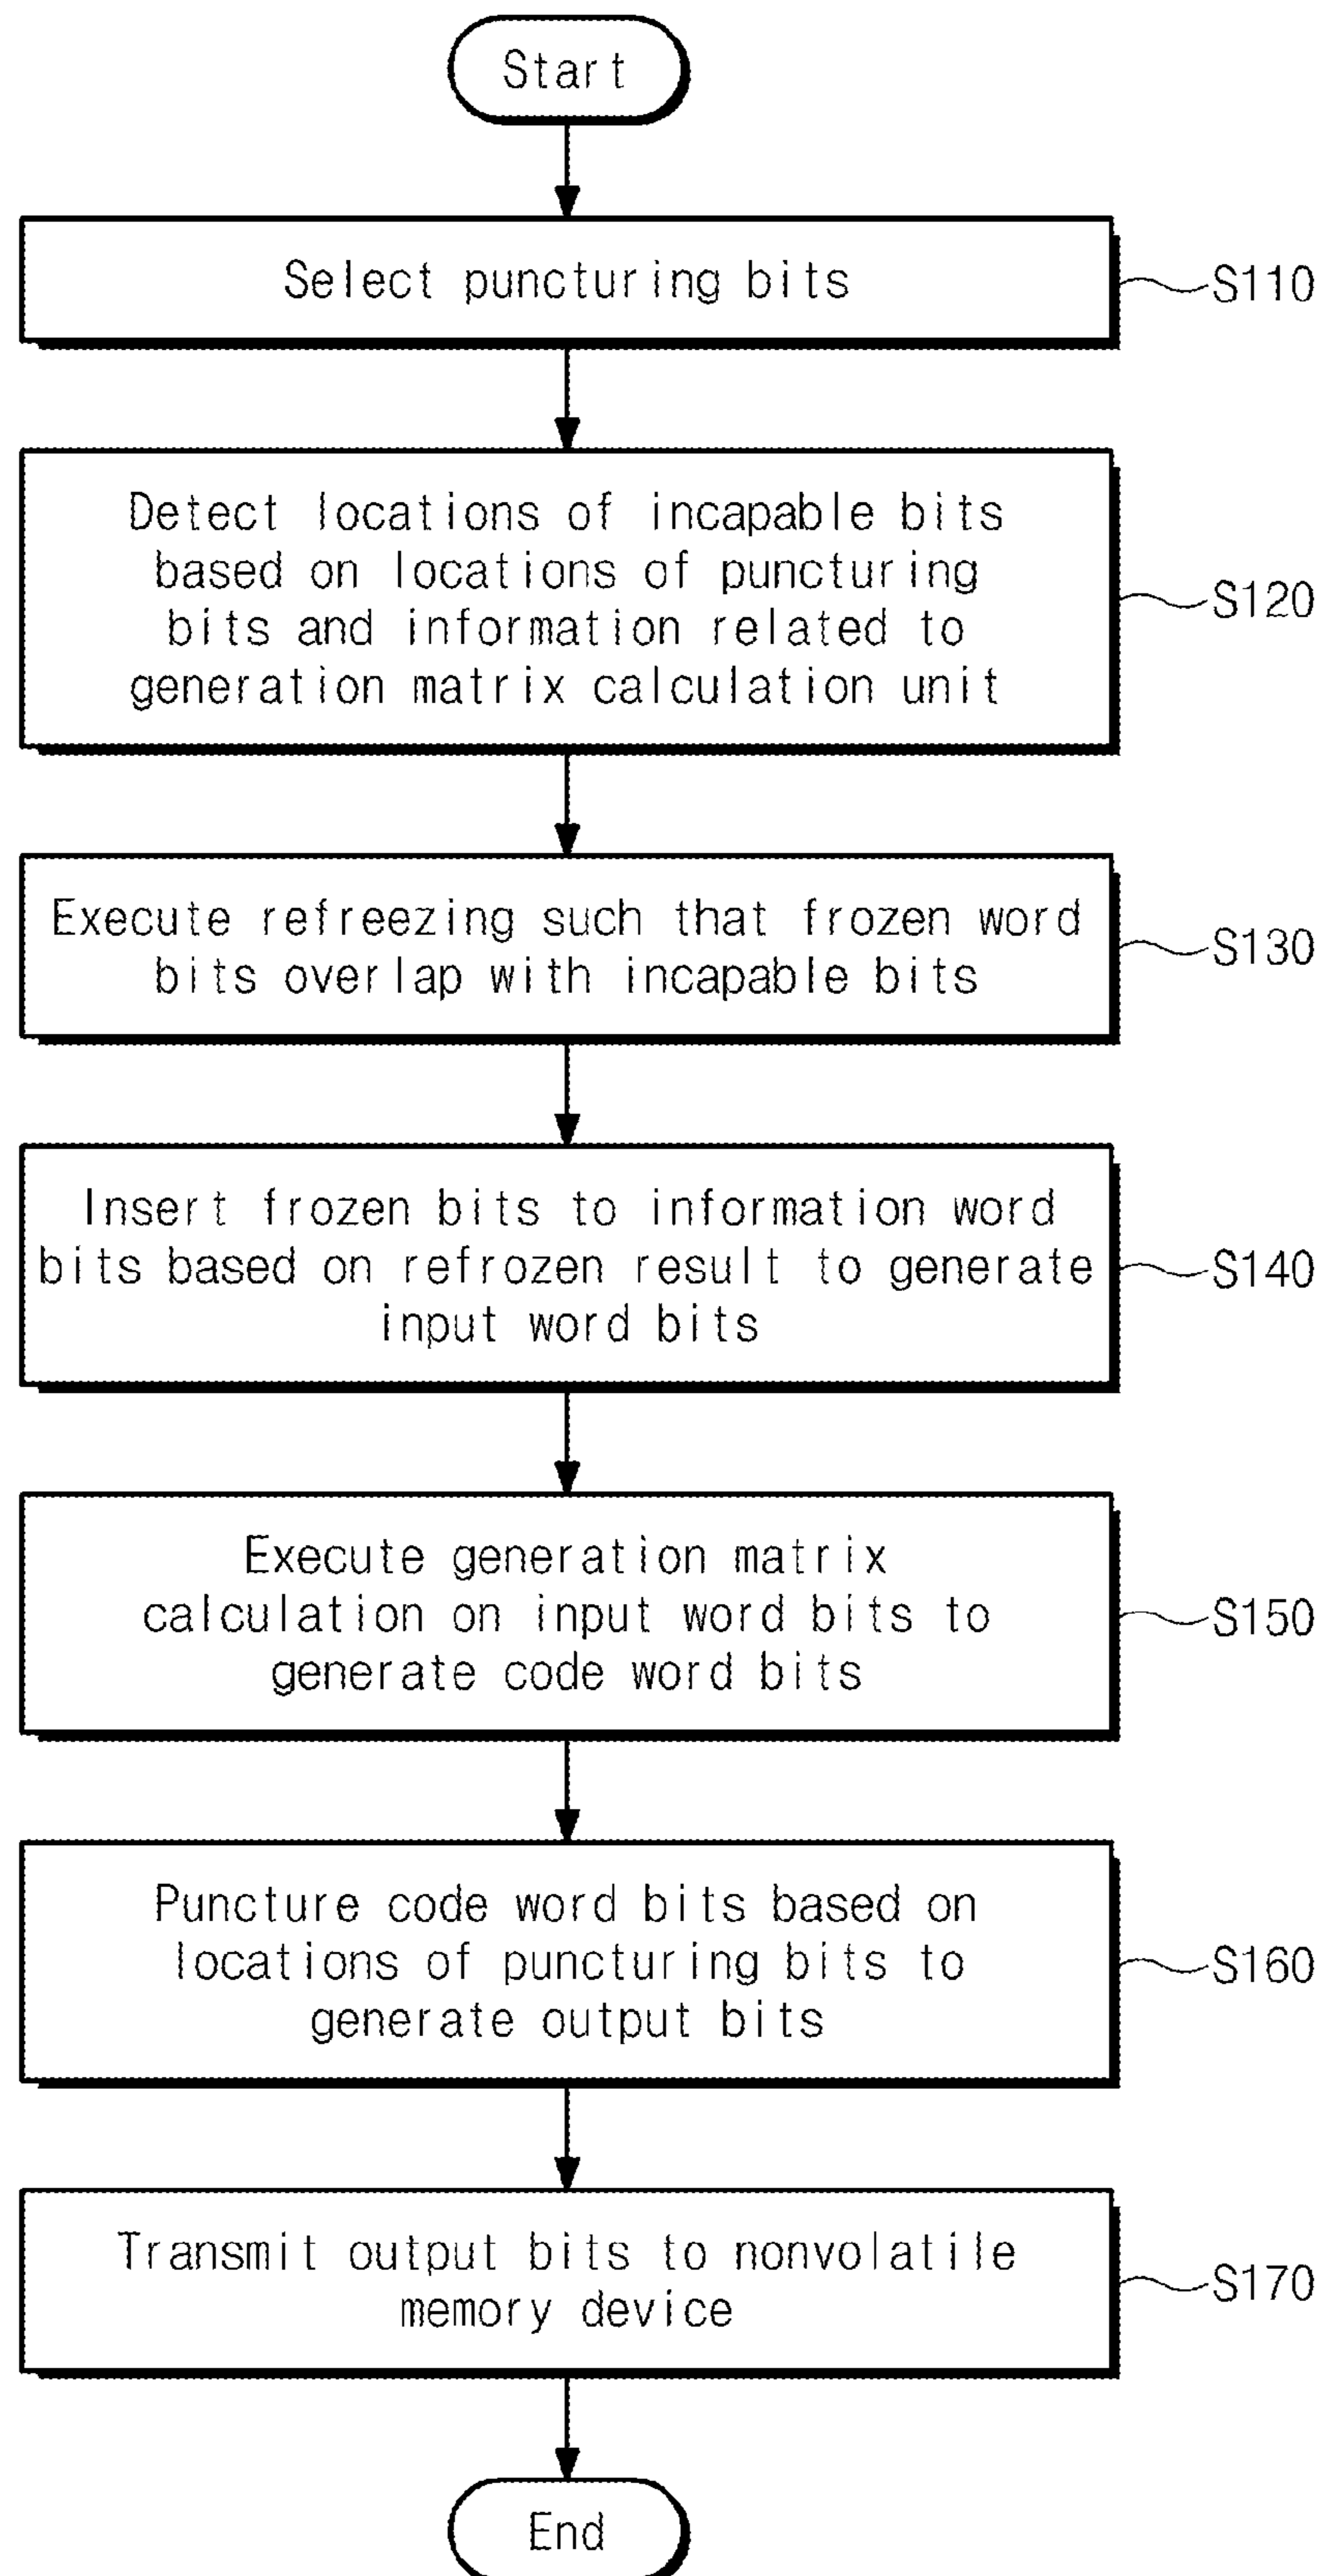 Start
Select puncturing bits
S110
Detect locations of incapable bits
based on locations of puncturing
bits and information related to
generation matrix calculation unit
S120
Execute refreezing such that frozen word
bits overlap with incapable bits
S130
Insert frozen bits to information word
bits based on refrozen result to generate
input word bits
S140
Execute generation matrix
calculation on input word bits to
generate code word bits
S150
Puncture code word bits based on
locations of puncturing bits to
generate output bits
S160
Transmit output bits to nonvolatile
memory device
S170
End